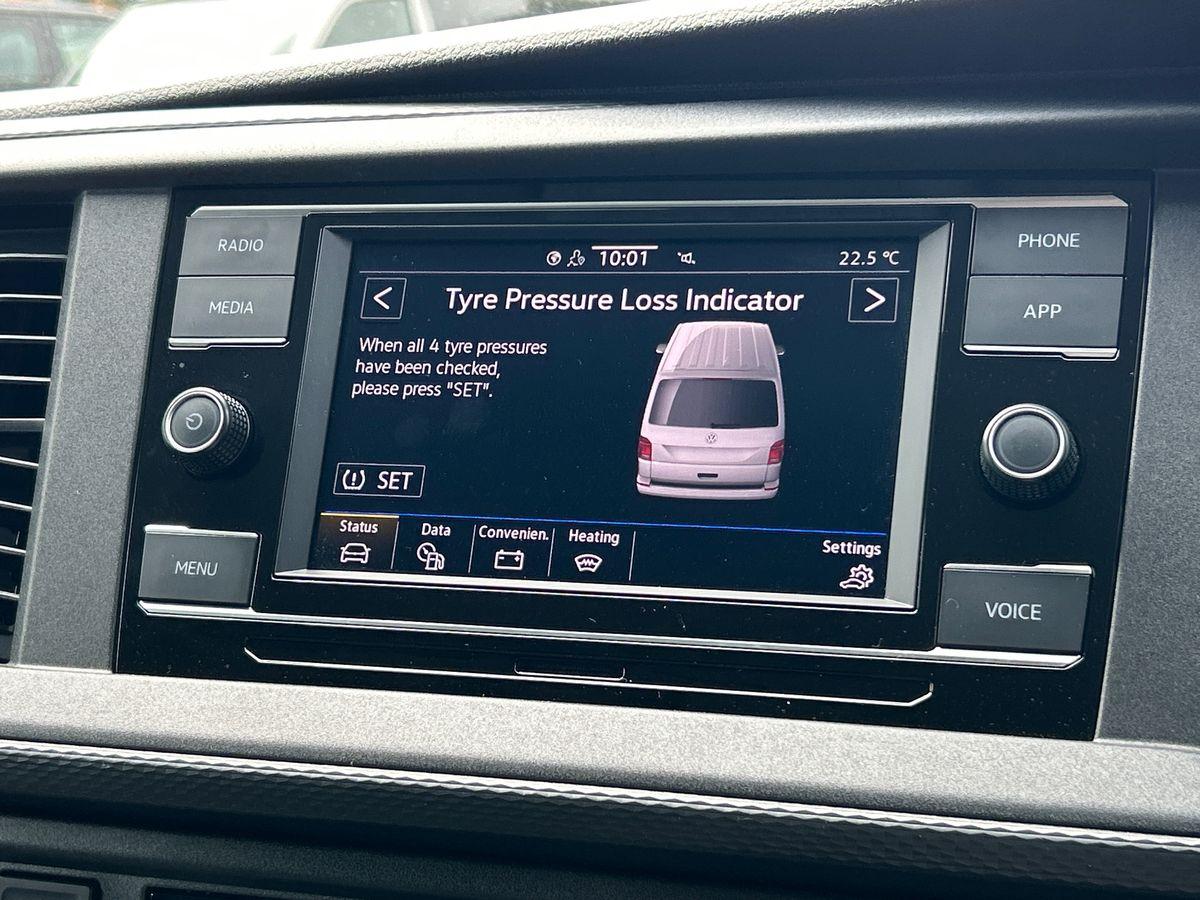 RADIO
MEDIA
MENU
10:01
22.5 °C
< Tyre Pressure Loss Indicator >
When all 4 tyre pressures
have been checked,
please press "SET".
SET
Status
Data
Convenien.
Heating
Settings
PHONE
APP
VOICE